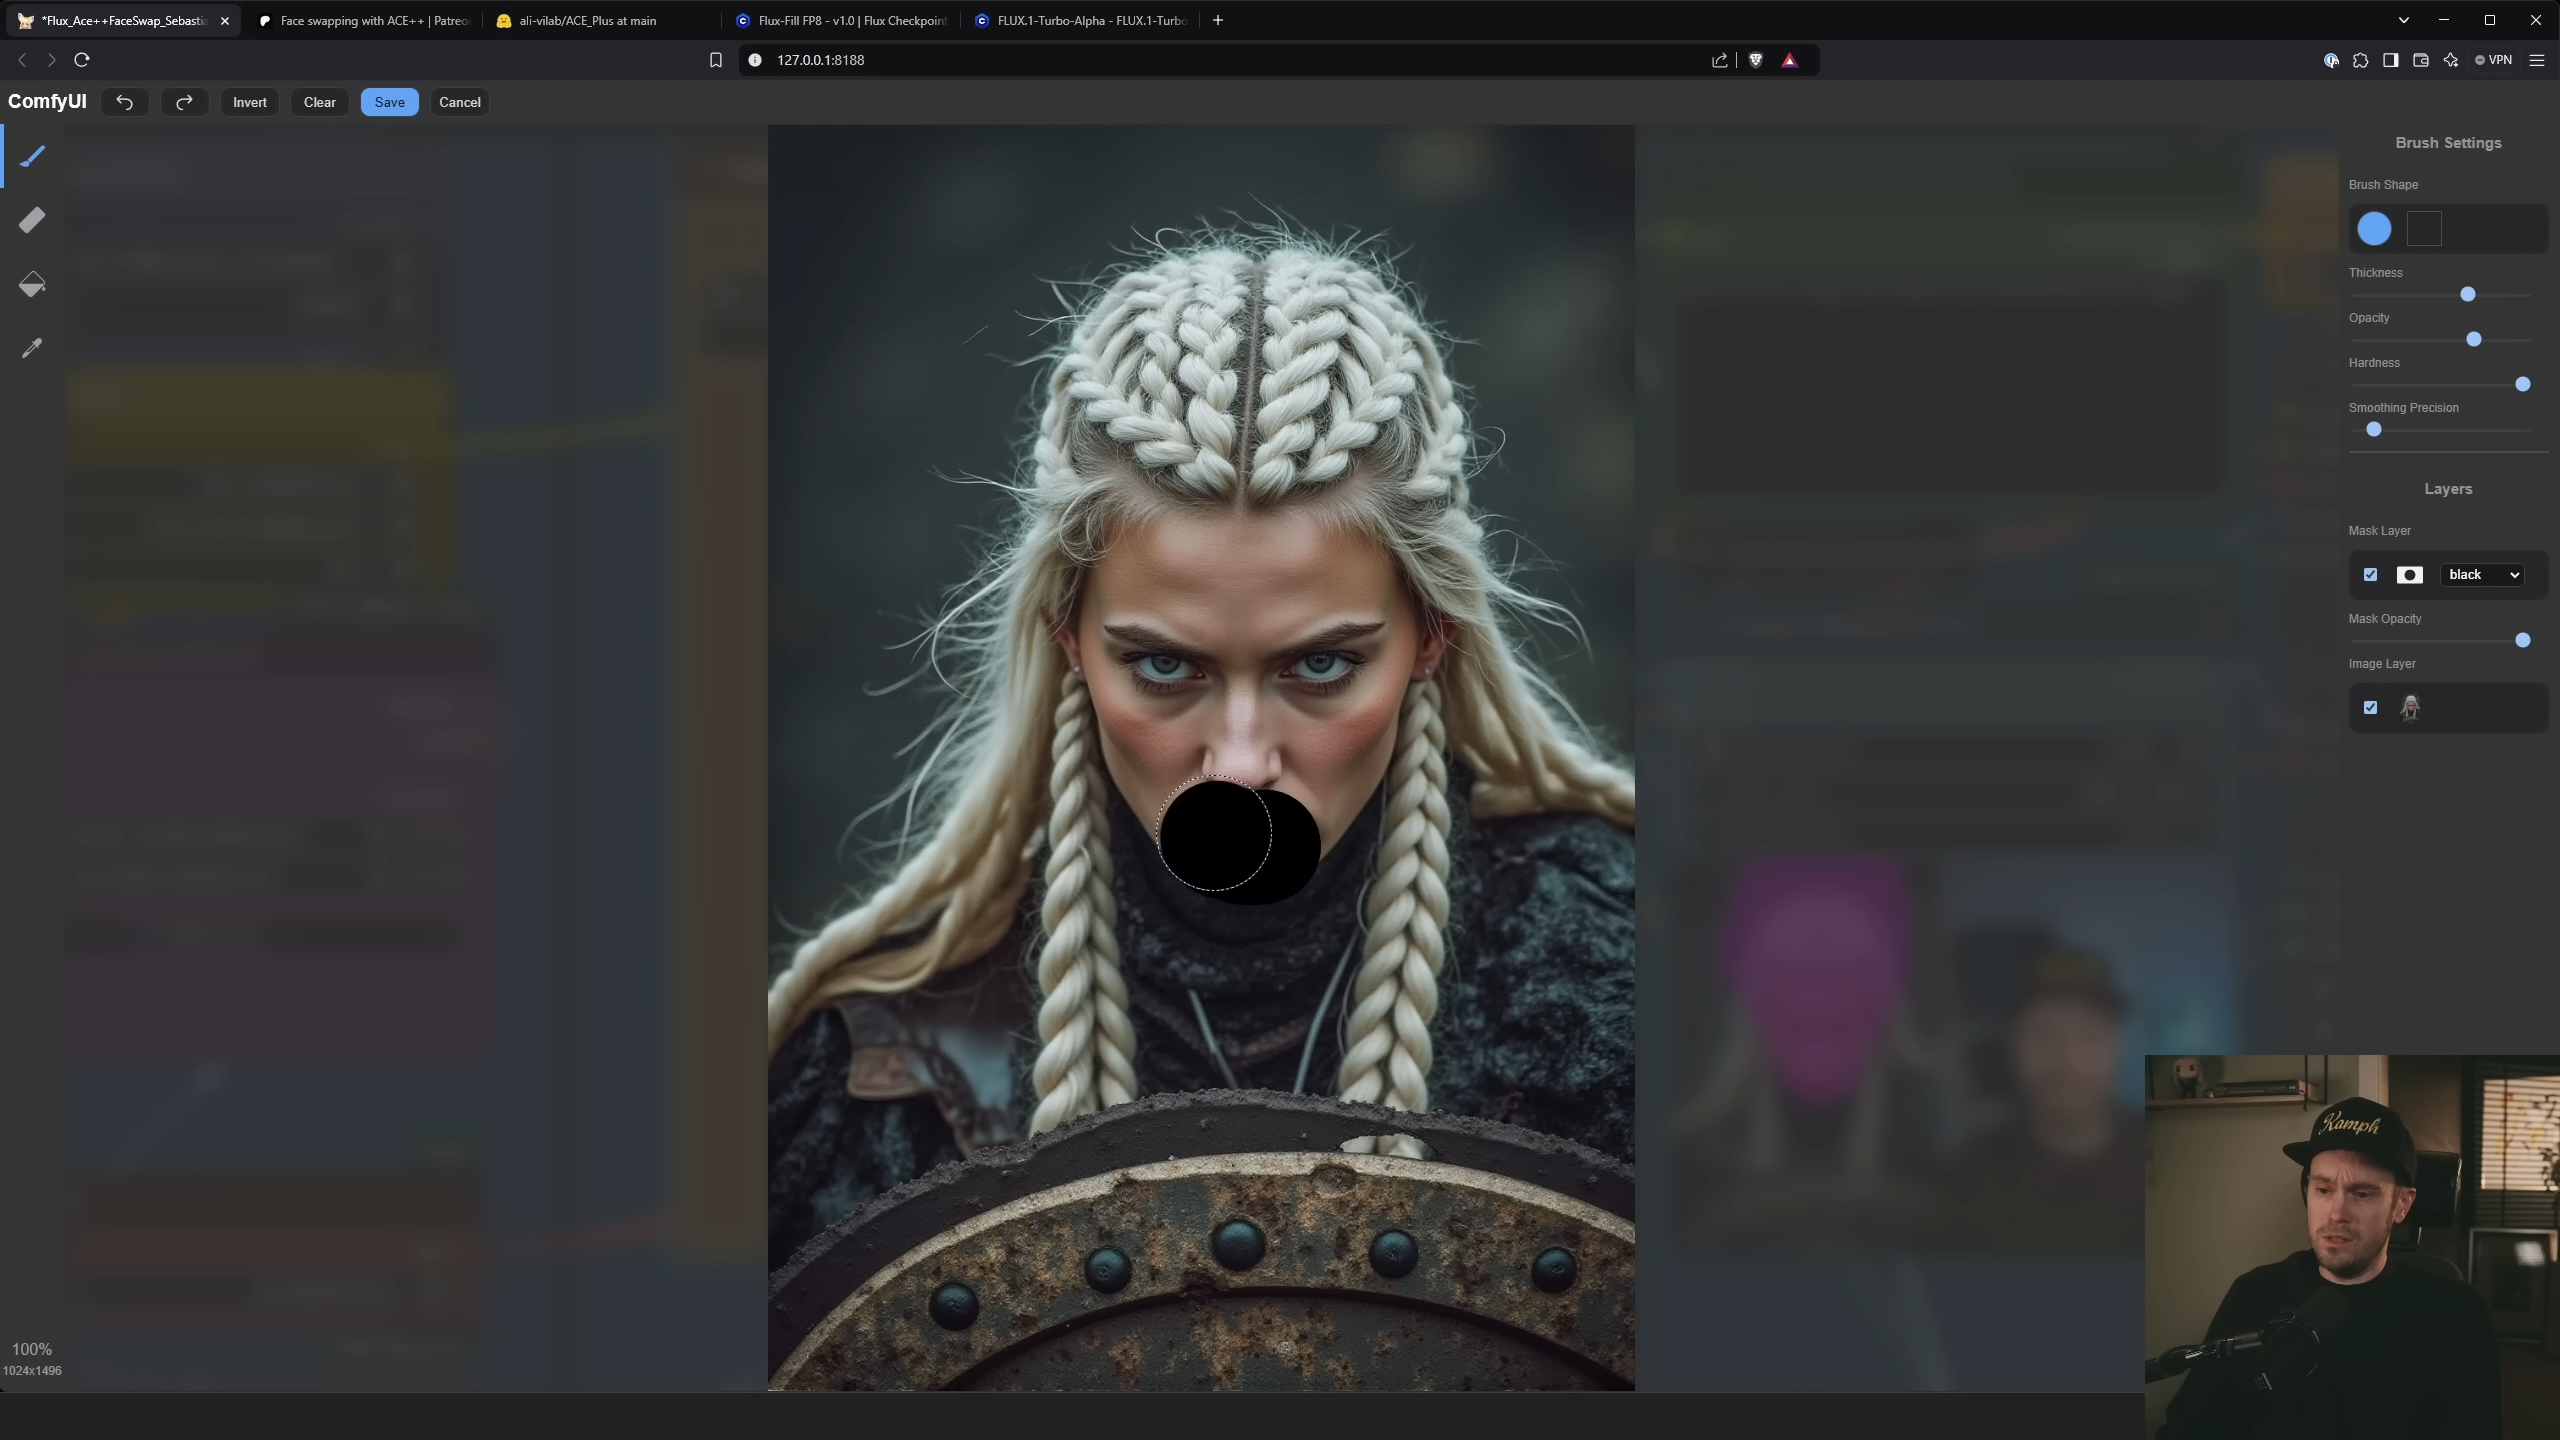 *Flux_Ace++FaceSwap_Sebastia
Face swapping with ACE++ | Patreo
ali-vilab/ACE_Plus at main
Flux-Fill FP8 - v1.0 | Flux Checkpoint
FLUX.1-Turbo-Alpha - FLUX.1-Turbo
127.0.0.1:8188
VPN
ComfyUI
Invert
Clear
Save
Cancel
Brush Settings
Brush Shape
Thickness
Opacity
Hardness
Smoothing Precision
Layers
Mask Layer
black
Mask Opacity
Image Layer
Kamph
100%
1024x1496